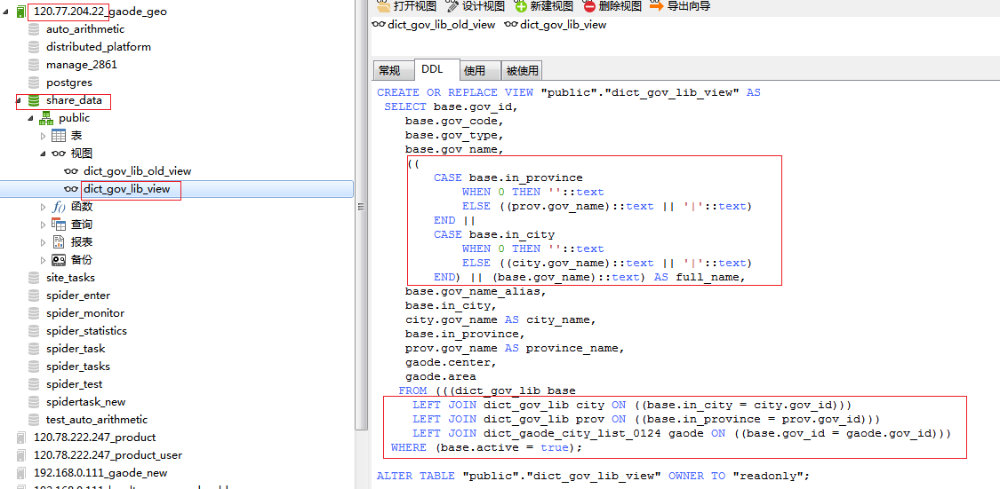 120.77.204.22_gaode_geo
auto_arithmetic
distributed_platform
manage_2861
postgres
share_data
public
表
视图
dict_gov_lib_old_view
dict_gov_lib_view
f() 函数
查询
报表
备份
site_tasks
spider_enter
spider_monitor
spider_statistics
spider_task
spider_tasks
spider_test
spidertask_new
test_auto_arithmetic
120.78.222.247_product
120.78.222.247_product_user
192.168.0.111_gaode_new
打开视图 设计视图 新建视图 删除视图 导出向导
dict_gov_lib_old_view dict_gov_lib_view
常规 DDL 使用 被使用
CREATE OR REPLACE VIEW "public"."dict_gov_lib_view" AS
SELECT base.gov_id,
base.gov_code,
base.gov_type,
base.gov_name,
((
CASE base.in_province
WHEN 0 THEN ''::text
ELSE ((prov.gov_name)::text || '|'::text)
END ||
CASE base.in_city
WHEN 0 THEN ''::text
ELSE ((city.gov_name)::text || '|'::text)
END) || (base.gov_name)::text) AS full_name,
base.gov_name_alias,
base.in_city,
city.gov_name AS city_name,
base.in_province,
prov.gov_name AS province_name,
gaode.center,
gaode.area
FROM (((dict_gov_lib base
LEFT JOIN dict_gov_lib city ON ((base.in_city = city.gov_id)))
LEFT JOIN dict_gov_lib prov ON ((base.in_province = prov.gov_id)))
LEFT JOIN dict_gaode_city_list_0124 gaode ON ((base.gov_id = gaode.gov_id)))
WHERE (base.active = true);
ALTER TABLE "public"."dict_gov_lib_view" OWNER TO "readonly";